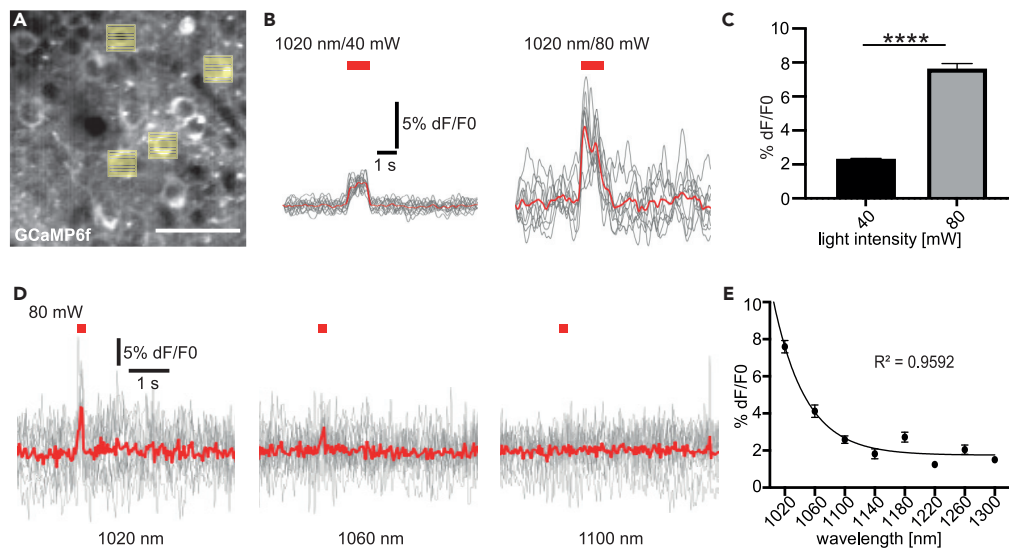 A
GCaMP6f
B
1020 nm/40 mW
5% dF/F0
1 s
1020 nm/80 mW
C
****
% dF/F0
10
8
6
4
2
0
40
80
light intensity [mW]
D
80 mW
5% dF/F0
1 s
1020 nm
1060 nm
1100 nm
E
% dF/F0
10
8
6
4
2
0
R² = 0.9592
1020
1060
1100
1140
1180
1220
1260
1300
wavelength [nm]